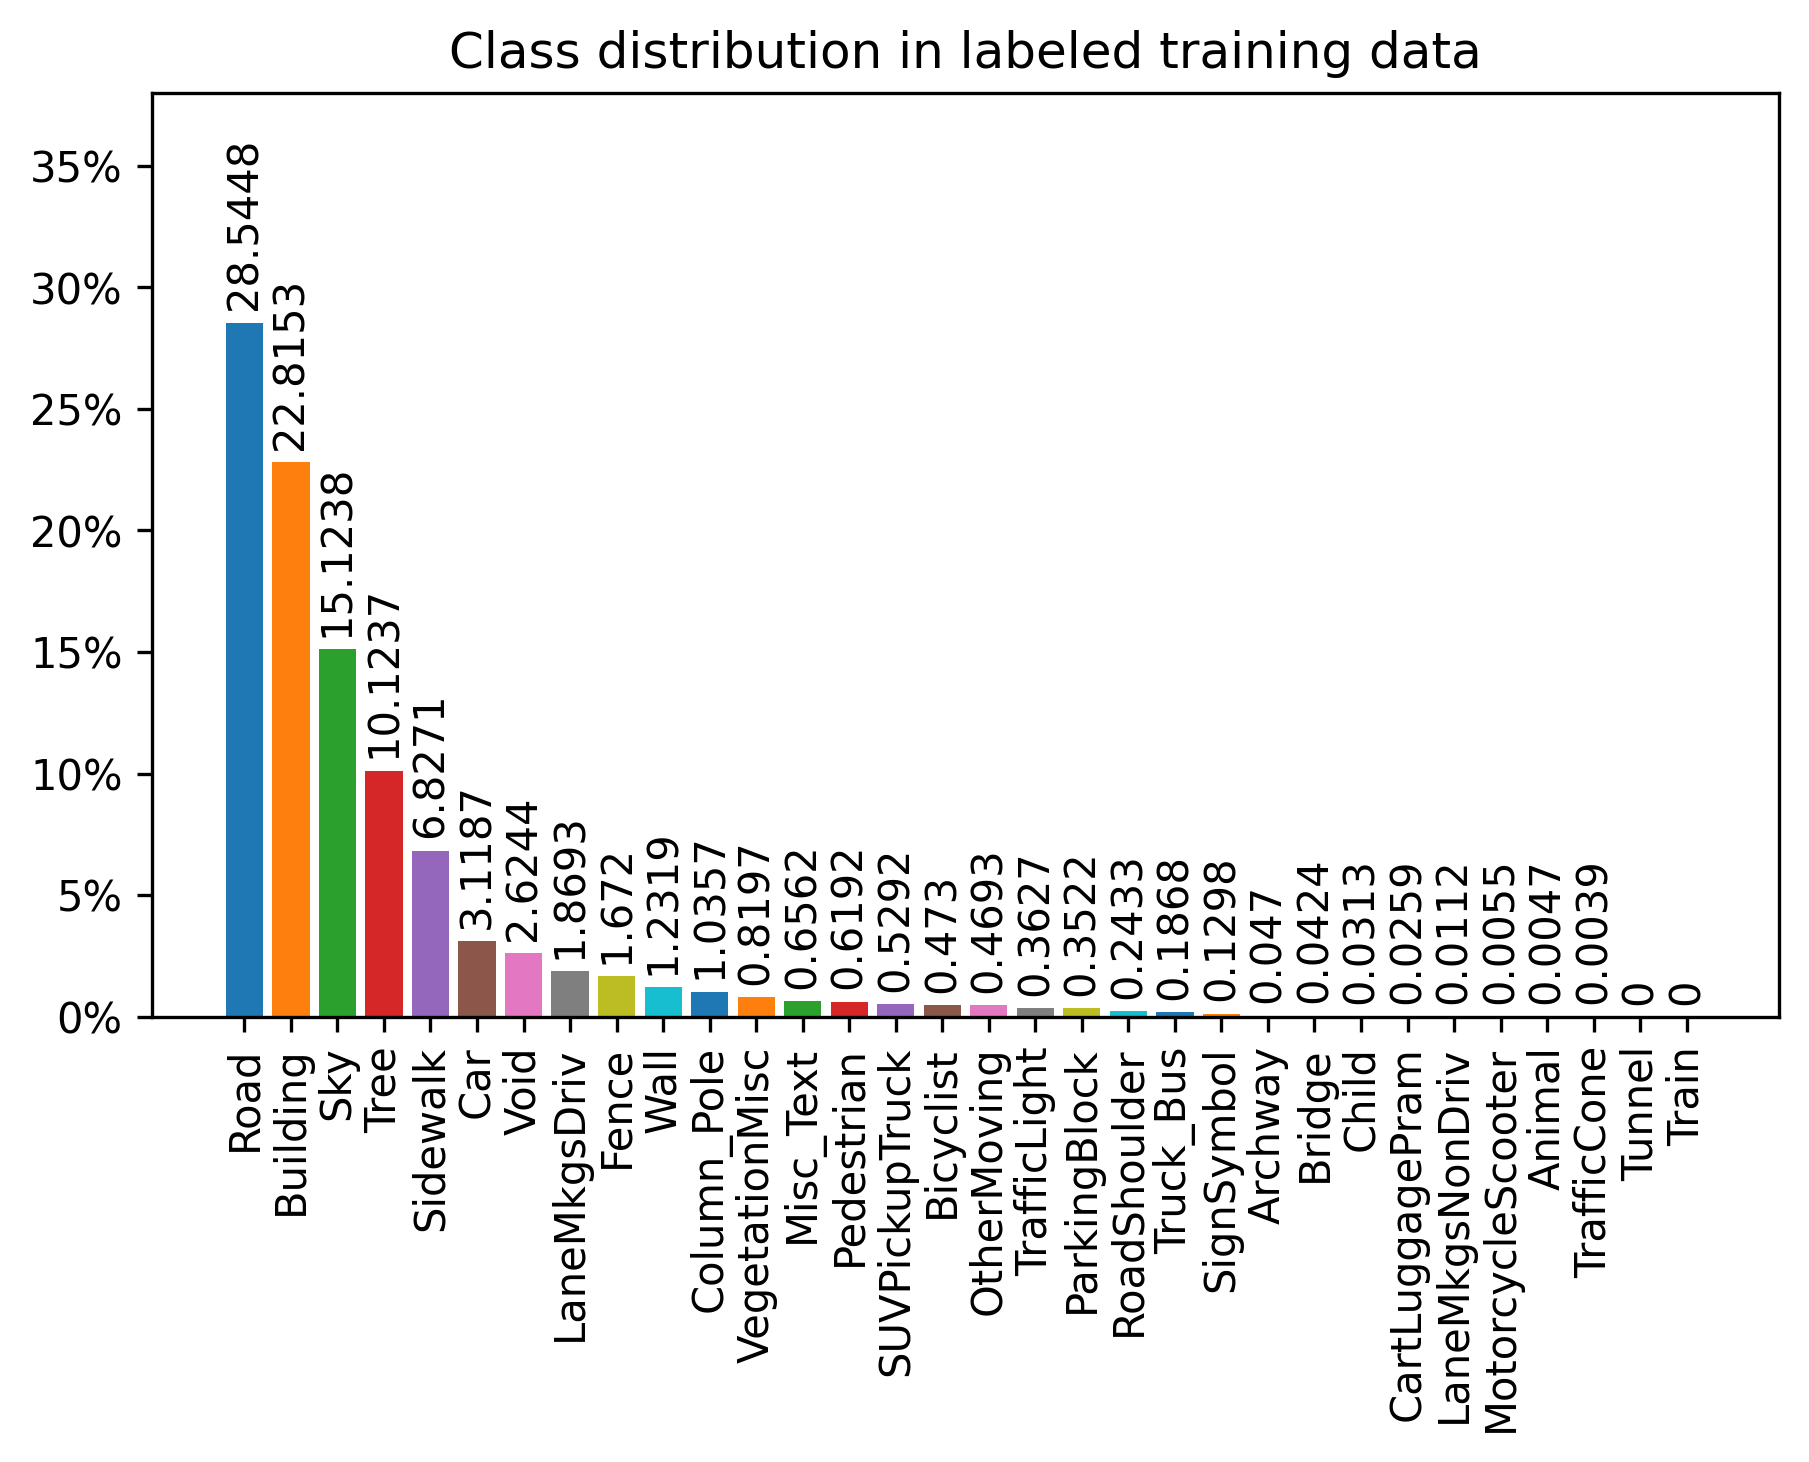 Class distribution in labeled training data
35%
30%
25%
20%
15%
10%
5%
0%
28.5448
22.8153
15.1238
10.1237
6.8271
3.1187
2.6244
1.8693
1.672
1.2319
1.0357
0.8197
0.6562
0.6192
0.5292
0.473
0.4693
0.3627
0.3522
0.2433
0.1868
0.1298
0.047
0.0424
0.0313
0.0259
0.0112
0.0055
0.0047
0.0039
0
0
Road
Building
Sky
Tree
Sidewalk
Car
Void
LaneMkgsDriv
Fence
Wall
Column_Pole
VegetationMisc
Misc_Text
Pedestrian
SUVPickupTruck
Bicyclist
OtherMoving
TrafficLight
ParkingBlock
RoadShoulder
Truck_Bus
SignSymbol
Archway
Bridge
Child
CartLuggagePram
LaneMkgsNonDriv
MotorcycleScooter
Animal
TrafficCone
Tunnel
Train